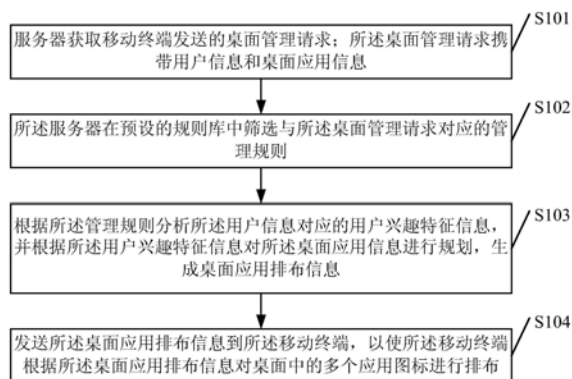 S101
服务器获取移动终端发送的桌面管理请求；所述桌面管理请求携
带用户信息和桌面应用信息
S102
所述服务器在预设的规则库中筛选与所述桌面管理请求对应的管
理规则
S103
根据所述管理规则分析所述用户信息对应的用户兴趣特征信息，
并根据所述用户兴趣特征信息对所述桌面应用信息进行规划，生
成桌面应用排布信息
S104
发送所述桌面应用排布信息到所述移动终端，以使所述移动终端
根据所述桌面应用排布信息对桌面中的多个应用图标进行排布